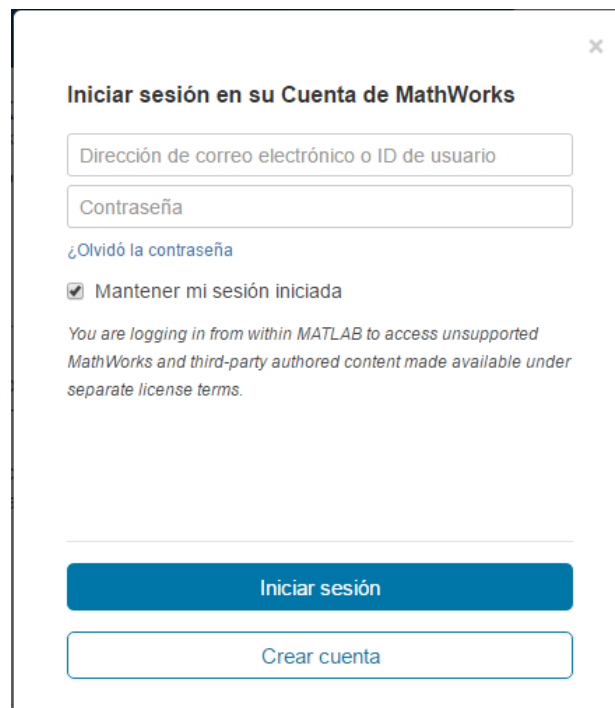 Iniciar sesión en su Cuenta de MathWorks
Dirección de correo electrónico o ID de usuario
Contraseña
¿Olvidó la contraseña
Mantener mi sesión iniciada
You are logging in from within MATLAB to access unsupported
MathWorks and third-party authored content made available under
separate license terms.
Iniciar sesión
Crear cuenta